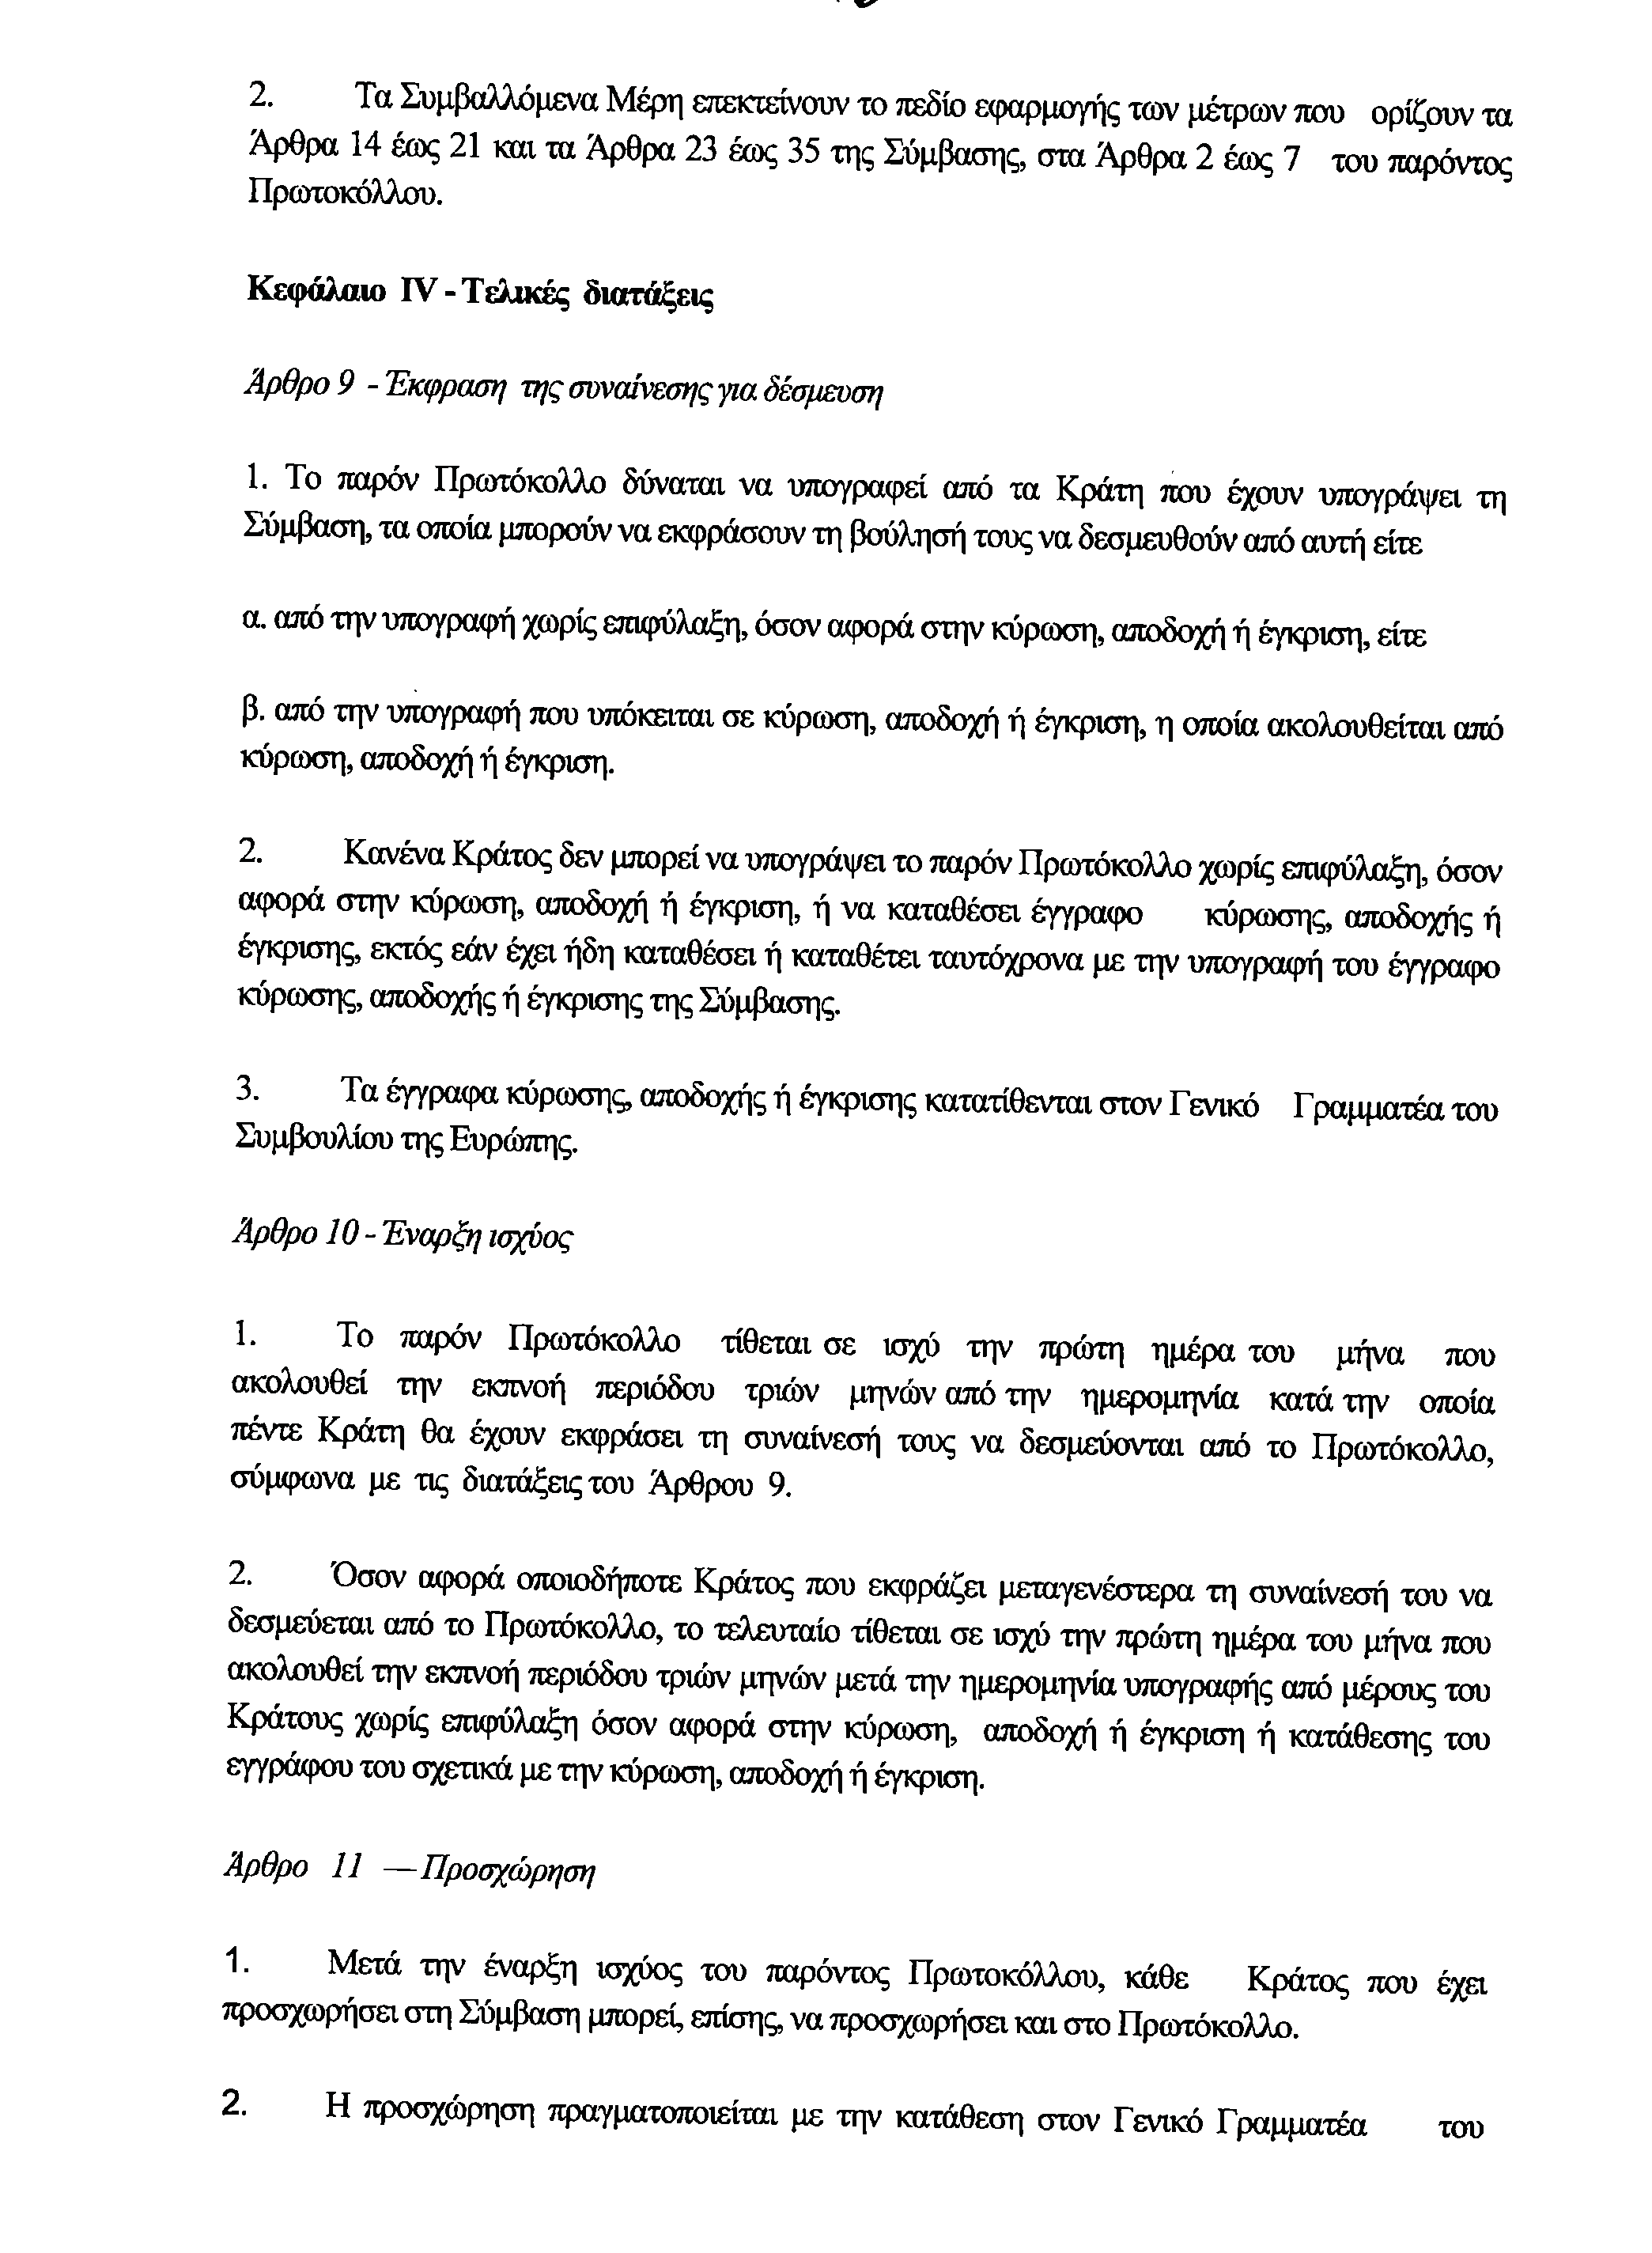 2. Τα Συμβαλλόμενα Μέρη επεκτείνουν το πεδίο εφαρμογής των μέτρων που ορίζουν τα
Άρθρα 14 έως 21 και τα Άρθρα 23 έως 35 της Σύμβασης, στα Άρθρα 2 έως 7 του παρόντος
Πρωτοκόλλου.
Κεφάλαιο IV - Τελικές διατάξεις
Άρθρο 9 - Έκφραση της συναίνεσης για δέσμευση
1. Το παρόν Πρωτόκολλο δύναται να υπογραφεί από τα Κράτη που έχουν υπογράψει τη
Σύμβαση, τα οποία μπορούν να εκφράσουν τη βούλησή τους να δεσμευθούν από αυτή είτε
α. από την υπογραφή χωρίς επιφύλαξη, όσον αφορά στην κύρωση, αποδοχή ή έγκριση, είτε
β. από την υπογραφή που υπόκειται σε κύρωση, αποδοχή ή έγκριση, η οποία ακολουθείται από
κύρωση, αποδοχή ή έγκριση.
2. Κανένα Κράτος δεν μπορεί να υπογράψει το παρόν Πρωτόκολλο χωρίς επιφύλαξη, όσον
αφορά στην κύρωση, αποδοχή ή έγκριση, ή να καταθέσει έγγραφο κύρωσης, αποδοχής ή
έγκρισης, εκτός εάν έχει ήδη καταθέσει ή καταθέτει ταυτόχρονα με την υπογραφή του έγγραφο
κύρωσης, αποδοχής ή έγκρισης της Σύμβασης.
3. Τα έγγραφα κύρωσης, αποδοχής ή έγκρισης κατατίθενται στον Γενικό Γραμματέα του
Συμβουλίου της Ευρώπης.
Άρθρο 10 - Έναρξη ισχύος
1. Το παρόν Πρωτόκολλο τίθεται σε ισχύ την πρώτη ημέρα του μήνα που
ακολουθεί την εκπνοή περιόδου τριών μηνών από την ημερομηνία κατά την οποία
πέντε Κράτη θα έχουν εκφράσει τη συναίνεσή τους να δεσμεύονται από το Πρωτόκολλο,
σύμφωνα με τις διατάξεις του Άρθρου 9.
2. Όσον αφορά οποιοδήποτε Κράτος που εκφράζει μεταγενέστερα τη συναίνεσή του να
δεσμεύεται από το Πρωτόκολλο, το τελευταίο τίθεται σε ισχύ την πρώτη ημέρα του μήνα που
ακολουθεί την εκπνοή περιόδου τριών μηνών μετά την ημερομηνία υπογραφής από μέρους του
Κράτους χωρίς επιφύλαξη όσον αφορά στην κύρωση, αποδοχή ή έγκριση ή κατάθεσης του
εγγράφου του σχετικά με την κύρωση, αποδοχή ή έγκριση.
Άρθρο 11 — Προσχώρηση
1. Μετά την έναρξη ισχύος του παρόντος Πρωτοκόλλου, κάθε Κράτος που έχει
προσχωρήσει στη Σύμβαση μπορεί, επίσης, να προσχωρήσει και στο Πρωτόκολλο.
2. Η προσχώρηση πραγματοποιείται με την κατάθεση στον Γενικό Γραμματέα του